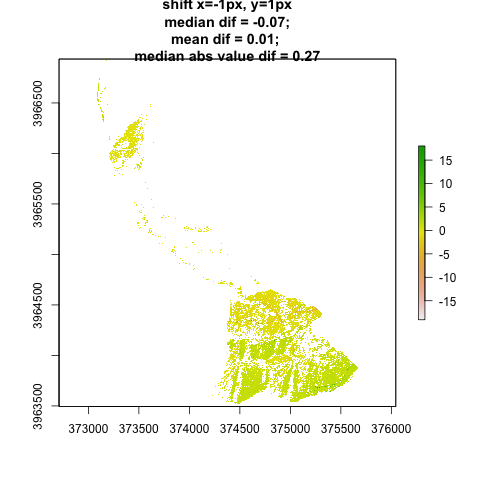 shift x=-1px, y=1px
median dif = -0.07;
mean dif = 0.01;
median abs value dif = 0.27
3966500
3965500
3964500
3963500
15
10
5
0
-5
-10
-15
373000 373500 374000 374500 375000 375500 376000